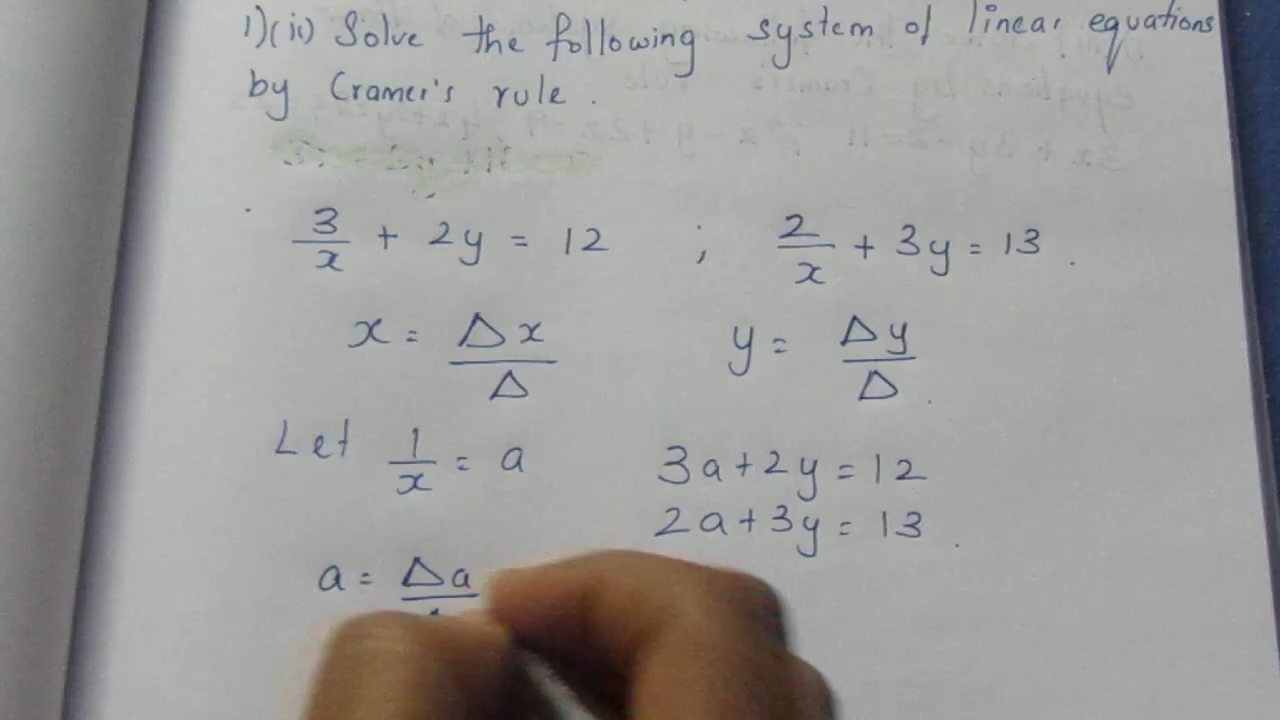 1)(ii) Solve the following system of linear equations
by Cramer's rule.
3/x + 2y = 12 ; 2/x + 3y = 13.
x = Δx/Δ y = Δy/Δ.
Let 1/x = a 3a+2y = 12
2a+3y = 13.
a = Δa